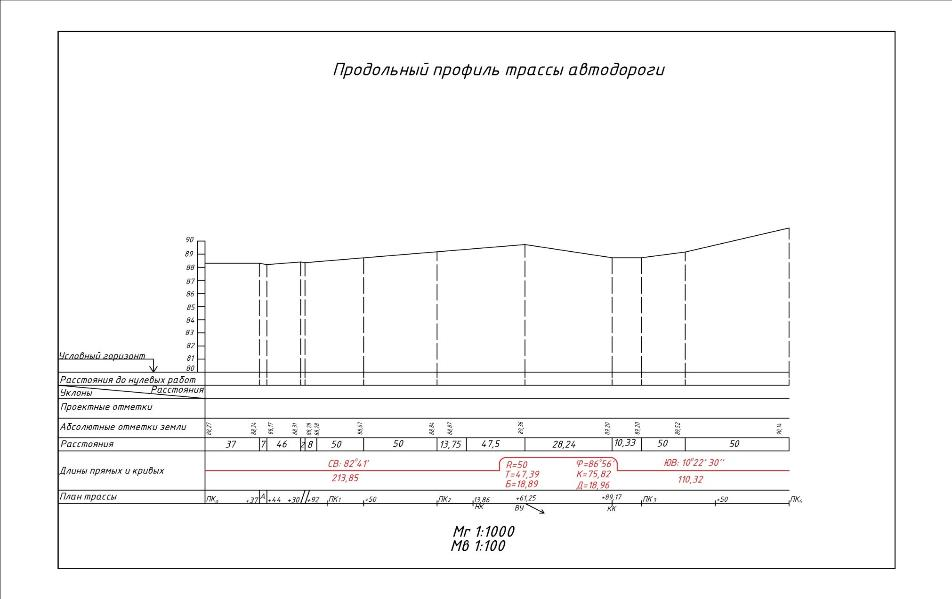 Продольный профиль трассы автодороги
90
89
88
87
86
85
84
83
82
81
80
Условный горизонт
Расстояния до нулевых работ
Уклоны Расстояния
Проектные отметки
Абсолютные отметки земли
Расстояния 37 7 46 2 8 50 50 13,75 47,5 28,24 10,33 50 50
Длины прямых и кривых
СВ: 82°41'
213,85
R=50
Т=47,39
Б=18,89
Ф=86°56'
К=75,82
Д=18,96
ЮВ: 10°22' 30''
110,32
План трассы ПК₀ +37 А +44 +30 +92 ПК₁ +50 ПК₂ 13,86 +61,25 +89,17 ПК₃ +50 ПК₄
НК ВУ КК
Мг 1:1000
Мв 1:100